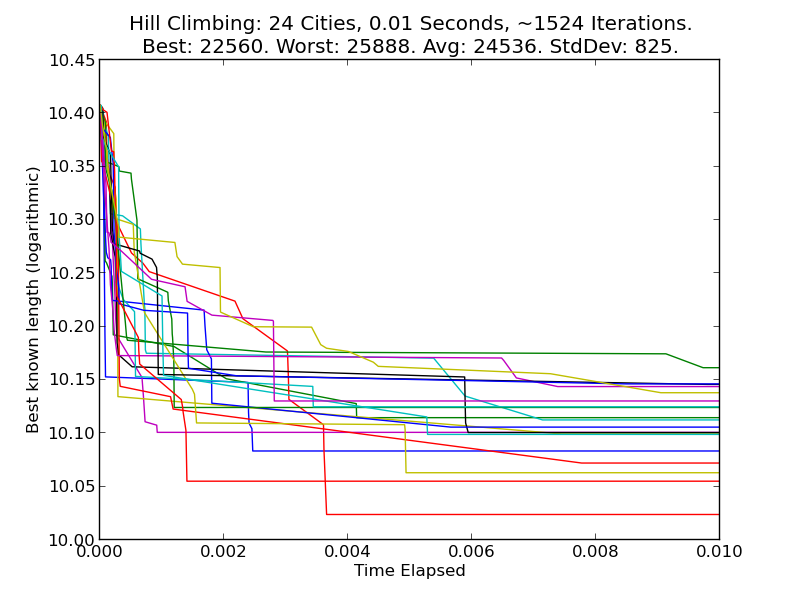 Hill Climbing: 24 Cities, 0.01 Seconds, ~1524 Iterations.
Best: 22560. Worst: 25888. Avg: 24536. StdDev: 825.
10.45
10.40
10.35
10.30
10.25
10.20
10.15
10.10
10.05
10.00
Best known length (logarithmic)
0.000 0.002 0.004 0.006 0.008 0.010
Time Elapsed